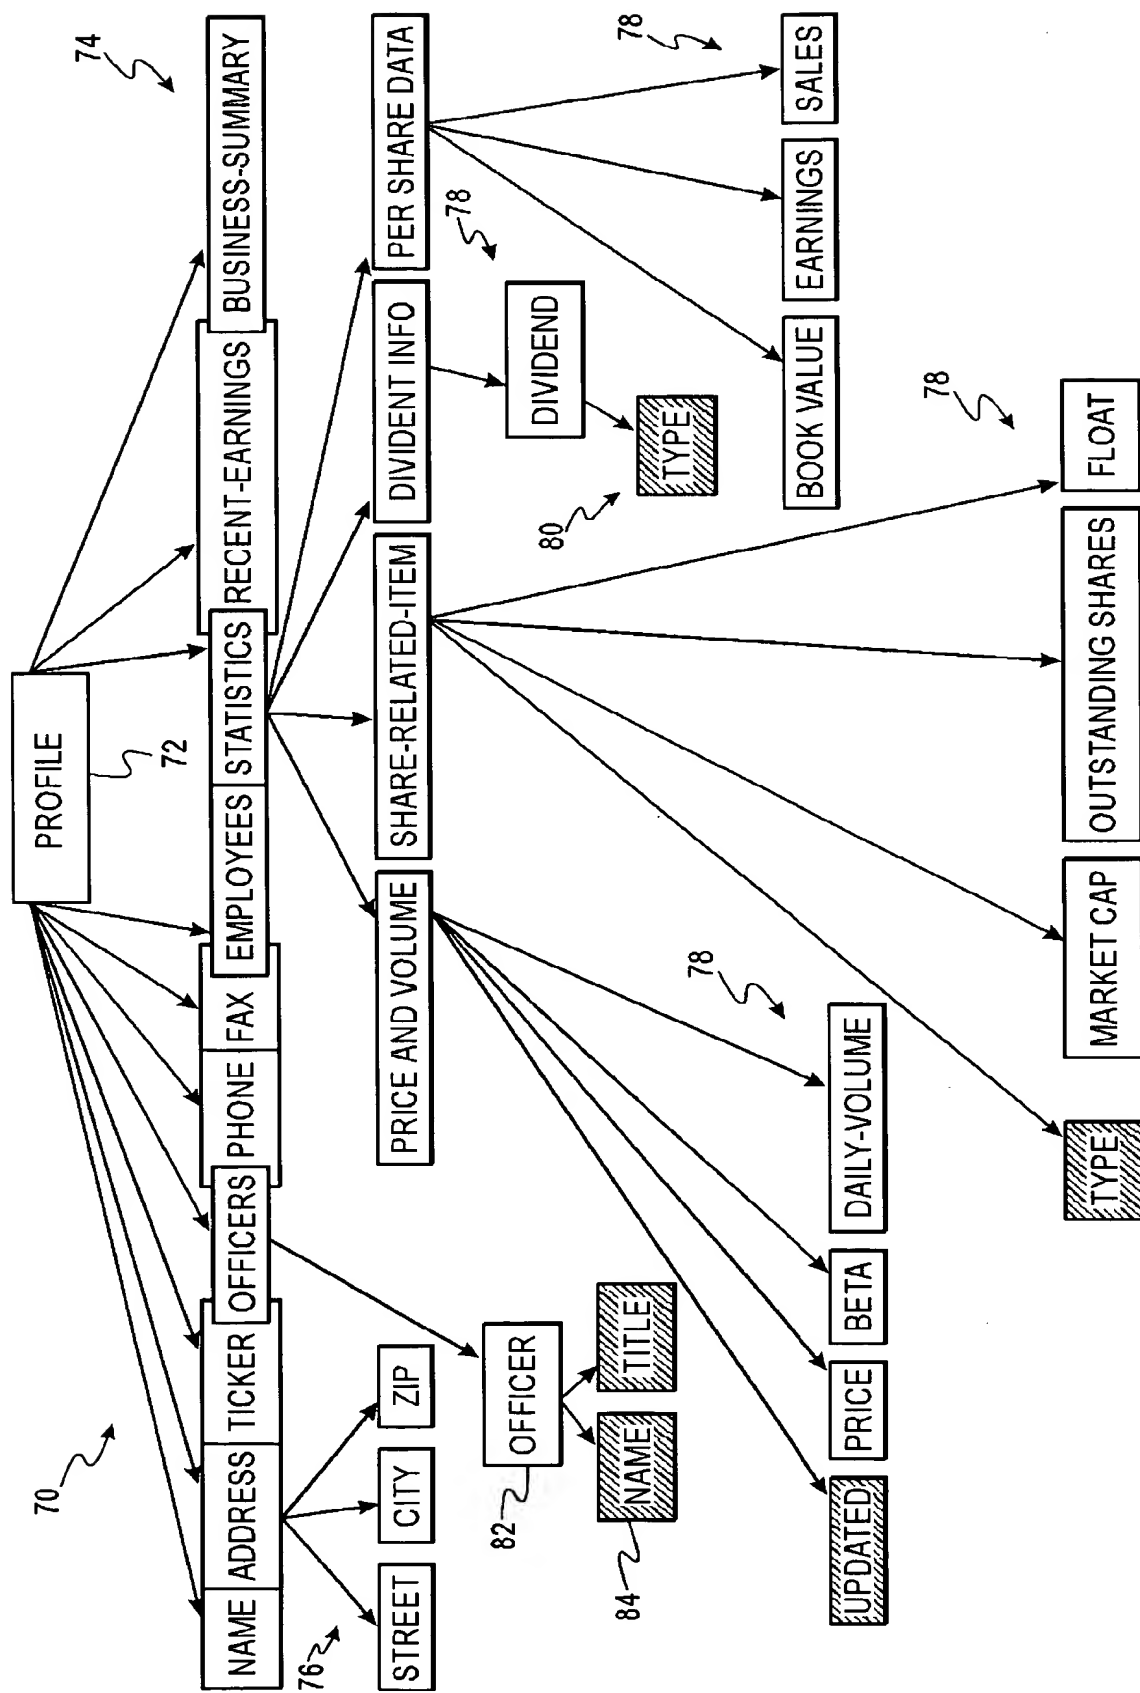 PROFILE
72
70
74
NAME
ADDRESS
TICKER
OFFICERS
PHONE
FAX
EMPLOYEES
STATISTICS
RECENT-EARNINGS
BUSINESS-SUMMARY
76
STREET
CITY
ZIP
PRICE AND VOLUME
SHARE-RELATED-ITEM
DIVIDENT INFO
PER SHARE DATA
78
82
OFFICER
DIVIDEND
84
NAME
TITLE
80
TYPE
78
78
UPDATED
PRICE
BETA
DAILY-VOLUME
BOOK VALUE
EARNINGS
SALES
78
TYPE
MARKET CAP
OUTSTANDING SHARES
FLOAT